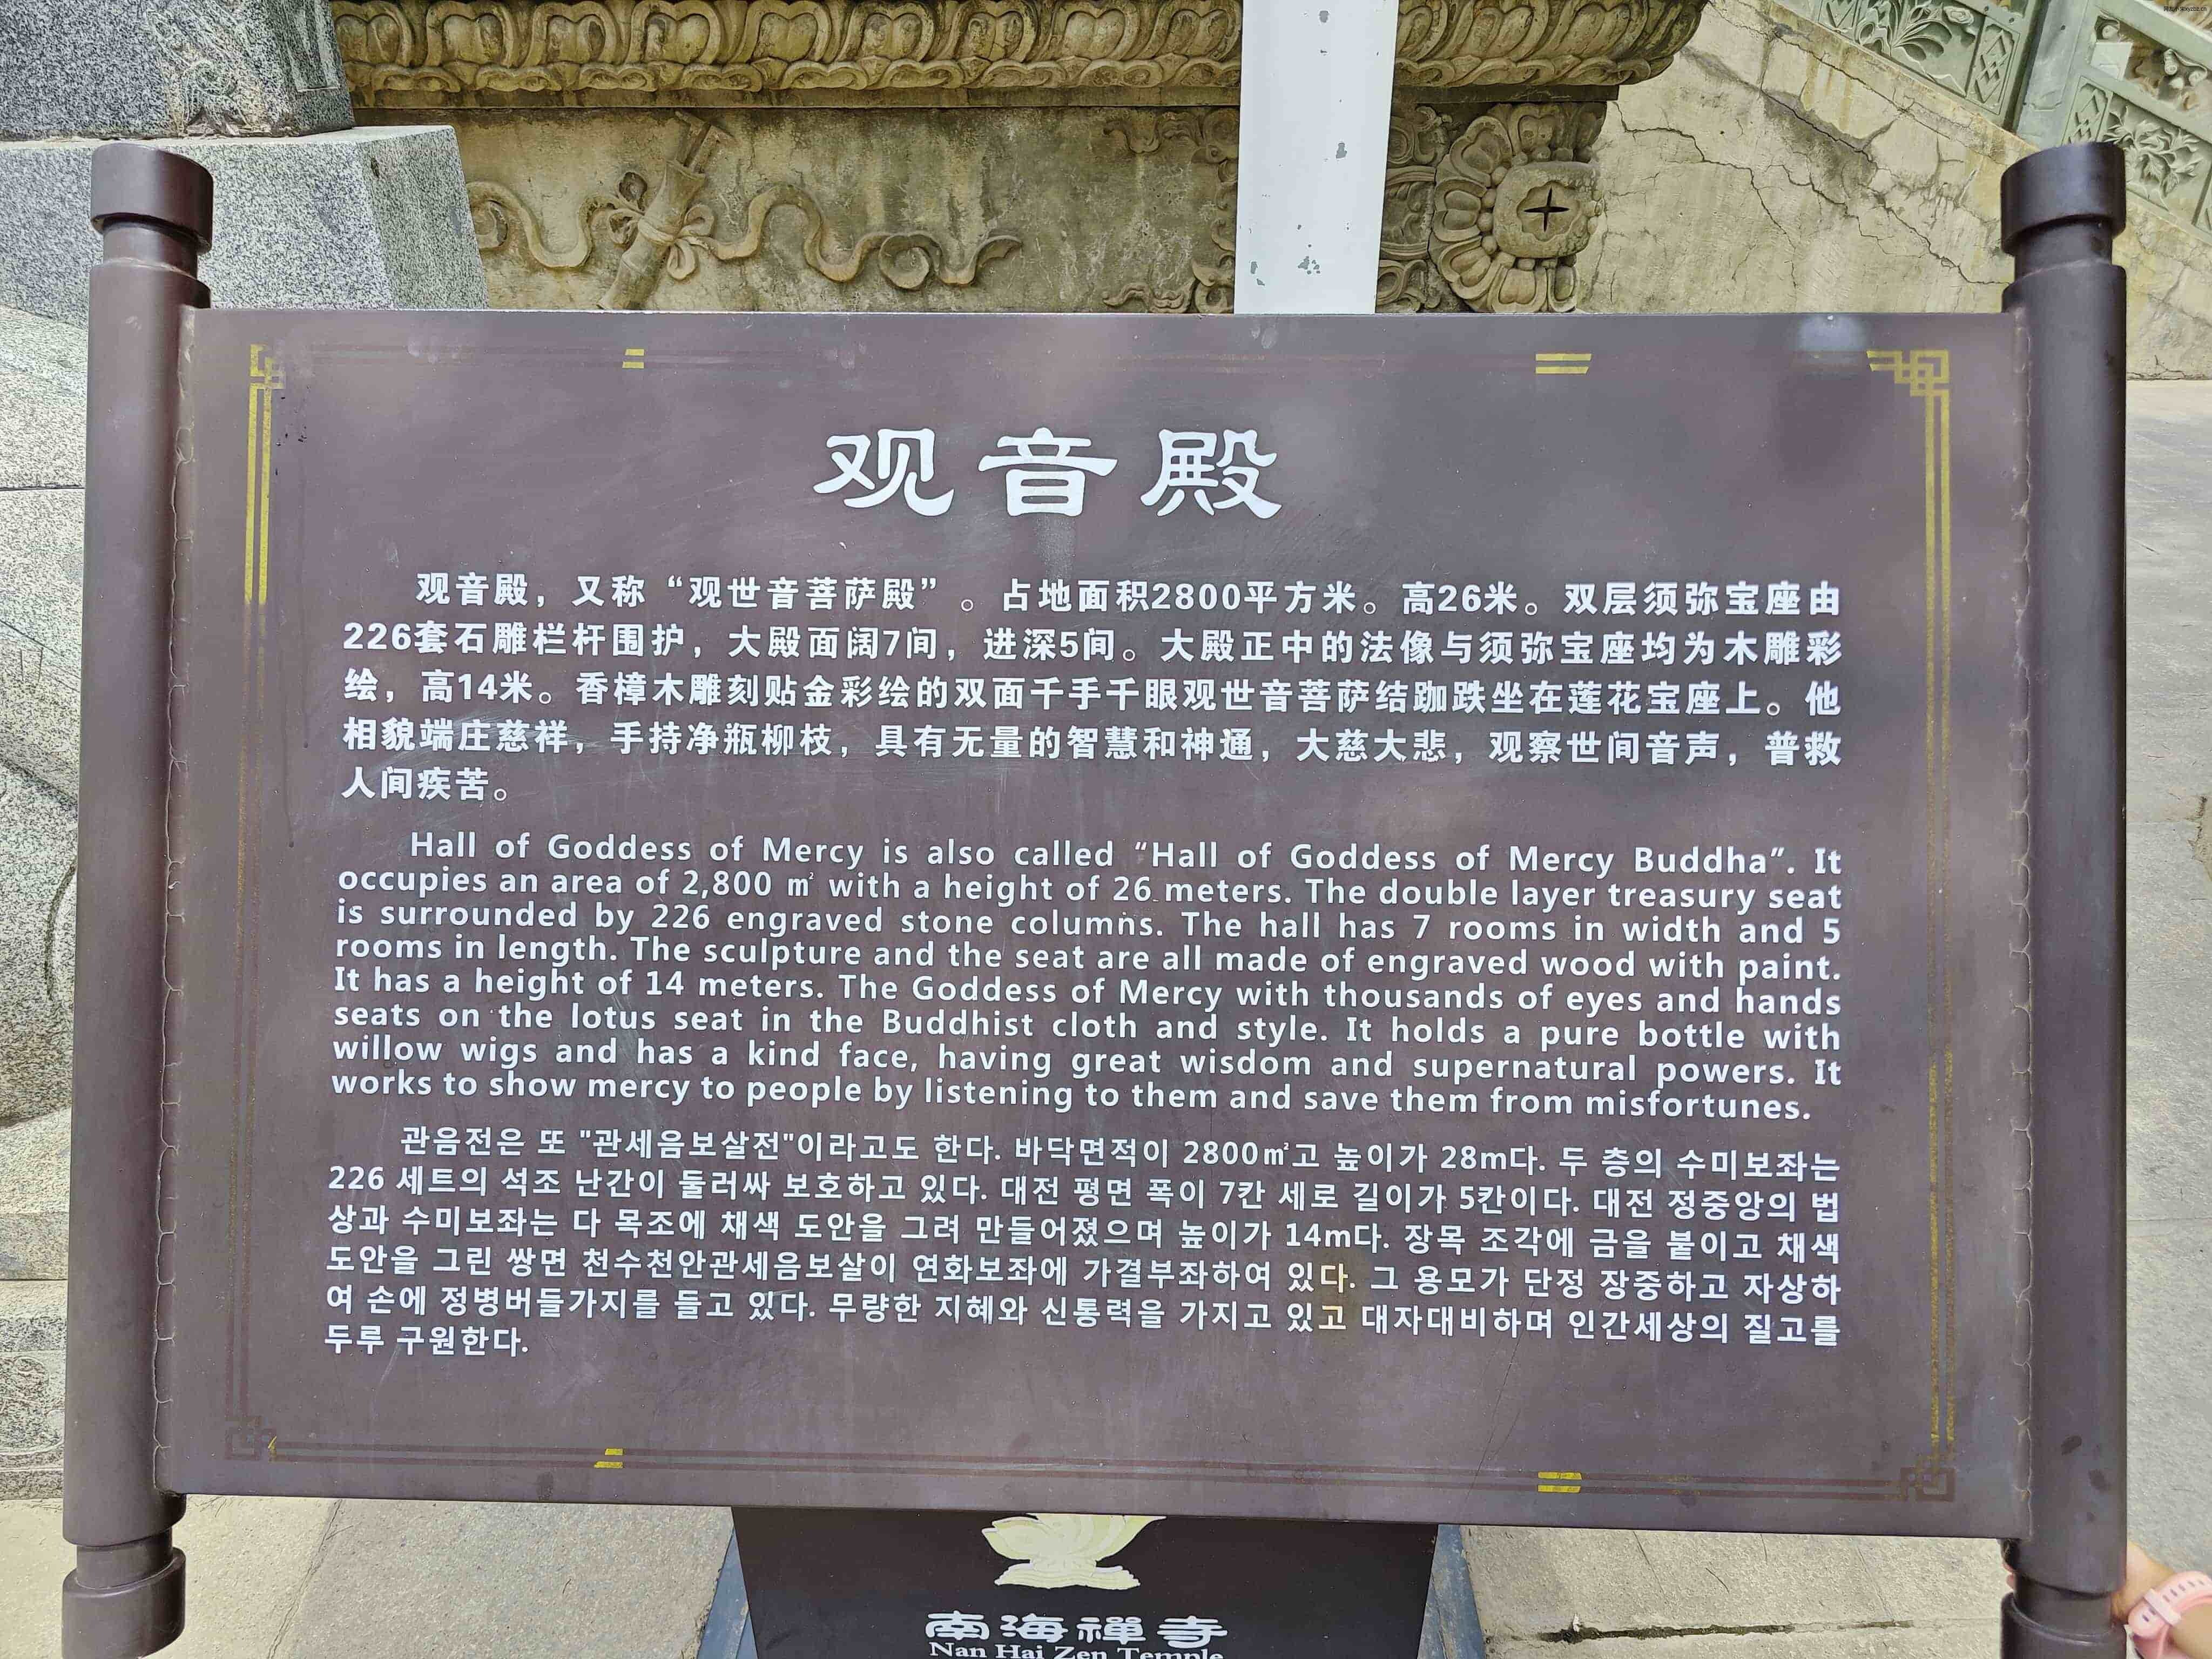 观音殿
观音殿，又称“观世音菩萨殿”。占地面积2800平方米。高26米。双层须弥宝座由
226套石雕栏杆围护，大殿面阔7间，进深5间。大殿正中的法像与须弥宝座均为木雕彩
绘，高14米。香樟木雕刻贴金彩绘的双面千手千眼观世音菩萨结跏趺坐在莲花宝座上。他
相貌端庄慈祥，手持净瓶柳枝，具有无量的智慧和神通，大慈大悲，观察世间音声，普救
人间疾苦。
Hall of Goddess of Mercy is also called “Hall of Goddess of Mercy Buddha”. It
occupies an area of 2,800 ㎡ with a height of 26 meters. The double layer treasury seat
is surrounded by 226 engraved stone columns. The hall has 7 rooms in width and 5
rooms in length. The sculpture and the seat are all made of engraved wood with paint.
It has a height of 14 meters. The Goddess of Mercy with thousands of eyes and hands
seats on the lotus seat in the Buddhist cloth and style. It holds a pure bottle with
willow wigs and has a kind face, having great wisdom and supernatural powers. It
works to show mercy to people by listening to them and save them from misfortunes.
관음전은 또 "관세음보살전"이라고도 한다. 바닥면적이 2800㎡고 높이가 28m다. 두 층의 수미보좌는
226 세트의 석조 난간이 둘러싸 보호하고 있다. 대전 평면 폭이 7칸 세로 길이가 5칸이다. 대전 정중앙의 법
상과 수미보좌는 다 목조에 채색 도안을 그려 만들어졌으며 높이가 14m다. 장목 조각에 금을 붙이고 채색
도안을 그린 쌍면 천수천안관세음보살이 연화보좌에 가결부좌하여 있다. 그 용모가 단정 장중하고 자상하
여 손에 정병버들가지를 들고 있다. 무량한 지혜와 신통력을 가지고 있고 대자대비하며 인간세상의 질고를
두루 구원한다.
南海禪寺
Nan Hai Zen Temple